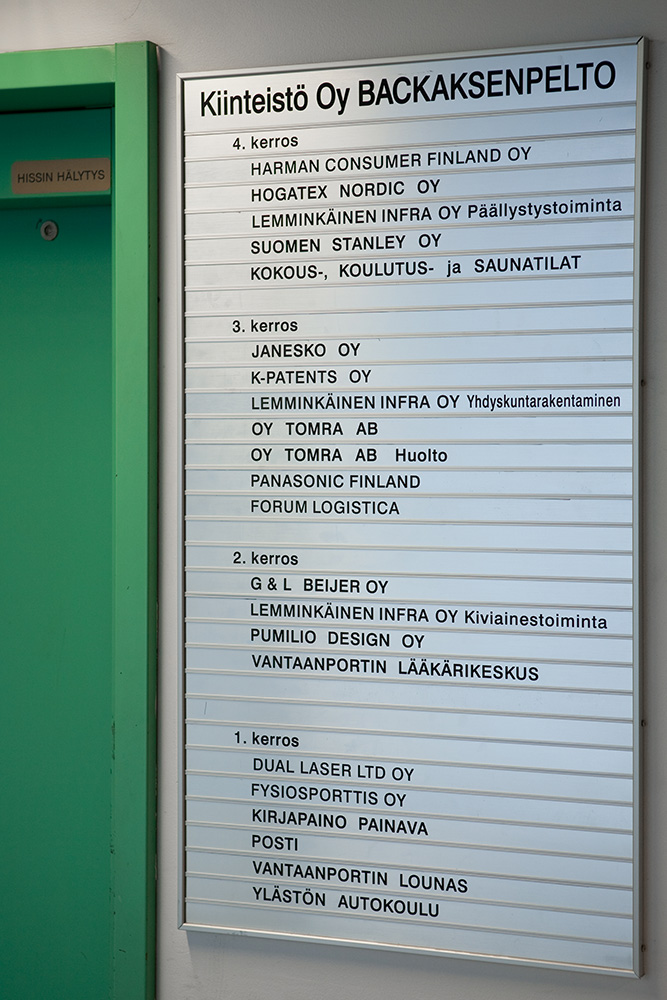 Kiinteistö Oy BACKAKSENPELTO
4. kerros
HARMAN CONSUMER FINLAND OY
HISSIN HÄLYTYS
HOGATEX NORDIC OY
LEMMINKÄINEN INFRA OY Päällystystoiminta
SUOMEN STANLEY OY
KOKOUS-, KOULUTUS- ja SAUNATILAT
3. kerros
JANESKO OY
K-PATENTS OY
LEMMINKÄINEN INFRA OY Yhdyskuntarakentaminen
OY TOMRA AB
OY TOMRA AB Huolto
PANASONIC FINLAND
FORUM LOGISTICA
2. kerros
G & L BEIJER OY
LEMMINKÄINEN INFRA OY Kiviainestoiminta
PUMILIO DESIGN OY
VANTAANPORTIN LÄÄKÄRIKESKUS
1. kerros
DUAL LASER LTD OY
FYSIOSPORTTIS OY
KIRJAPAINO PAINAVA
POSTI
VANTAANPORTIN LOUNAS
YLÄSTÖN AUTOKOULU